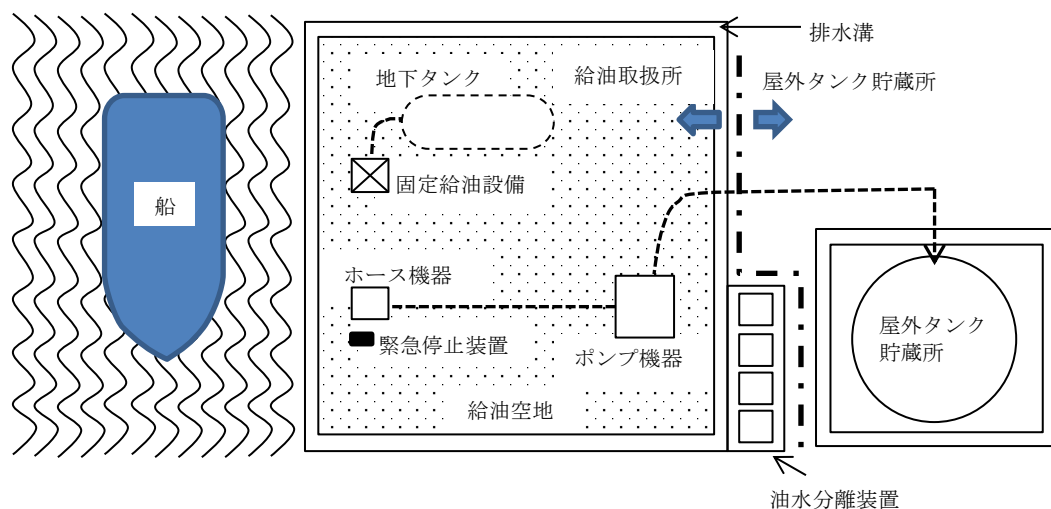 排水溝
地下タンク
給油取扱所
屋外タンク貯蔵所
固定給油設備
船
ホース機器
緊急停止装置
ポンプ機器
屋外タンク
貯蔵所
給油空地
油水分離装置